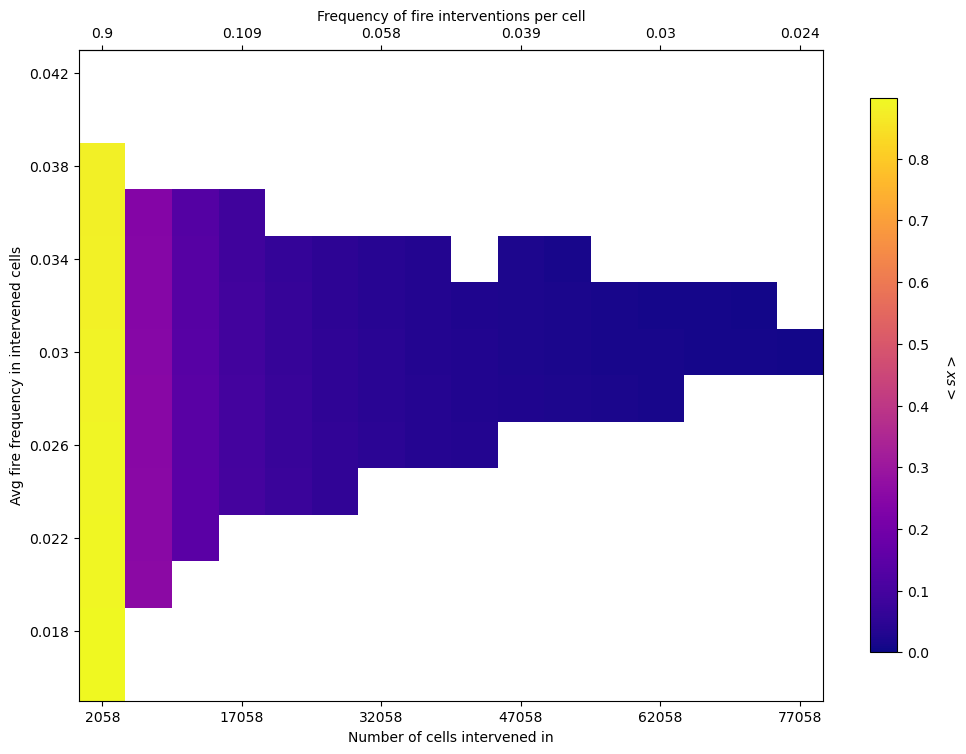 Frequency of fire interventions per cell
0.9 0.109 0.058 0.039 0.03 0.024
0.042
0.038
0.034
0.03
0.026
0.022
0.018
Avg fire frequency in intervened cells
2058 17058 32058 47058 62058 77058
Number of cells intervened in
0.8
0.7
0.6
0.5
0.4
0.3
0.2
0.1
0.0
< sx >